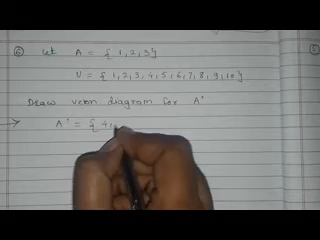 ⑥ Let A = { 1, 2, 3 }
U = { 1, 2, 3, 4, 5, 6, 7, 8, 9, 10 }
Draw venn diagram for A'
→ A' = { 4,